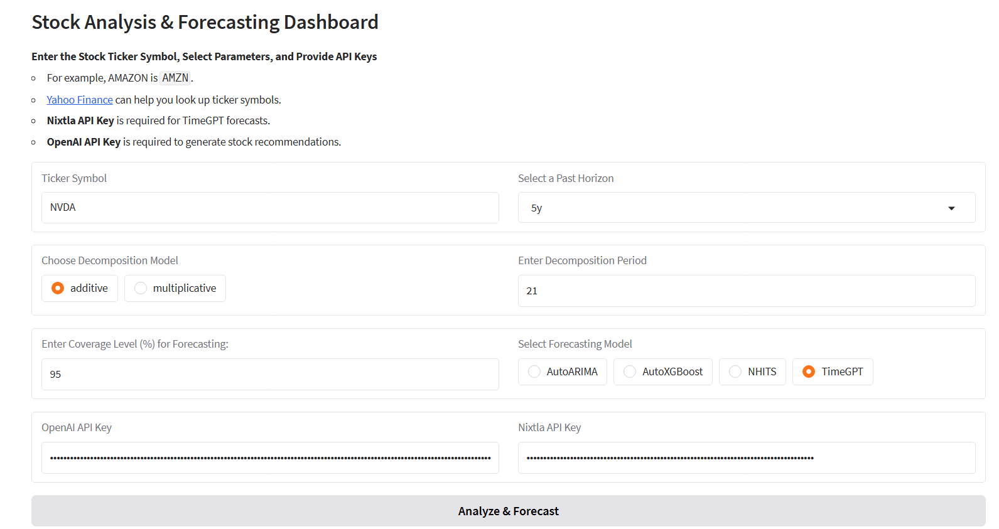 Stock Analysis & Forecasting Dashboard
Enter the Stock Ticker Symbol, Select Parameters, and Provide API Keys
For example, AMAZON is AMZN.
Yahoo Finance can help you look up ticker symbols.
Nixtla API Key is required for TimeGPT forecasts.
OpenAI API Key is required to generate stock recommendations.
Ticker Symbol
NVDA
Select a Past Horizon
5y
Choose Decomposition Model
additive multiplicative
Enter Decomposition Period
21
Enter Coverage Level (%) for Forecasting:
95
Select Forecasting Model
AutoARIMA AutoXGBoost NHITS TimeGPT
OpenAI API Key
Nixtla API Key
Analyze & Forecast